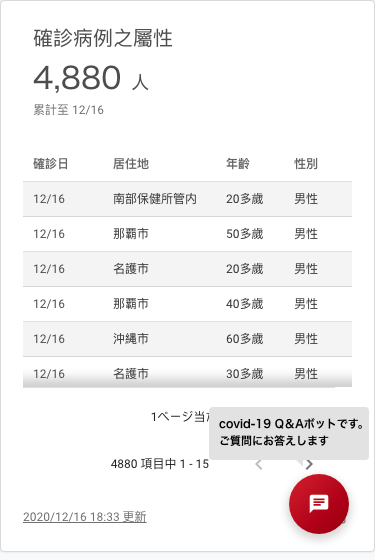 確診病例之屬性
4,880 人
累計至 12/16
確診日 居住地 年齡 性別
12/16 南部保健所管内 20多歲 男性
12/16 那覇市 50多歲 男性
12/16 名護市 20多歲 男性
12/16 那覇市 40多歲 男性
12/16 沖縄市 60多歲 男性
12/16 名護市 30多歲 男性
1ページ当
covid-19 Q&Aボットです。
ご質問にお答えします
4880 項目中 1 - 15
2020/12/16 18:33 更新